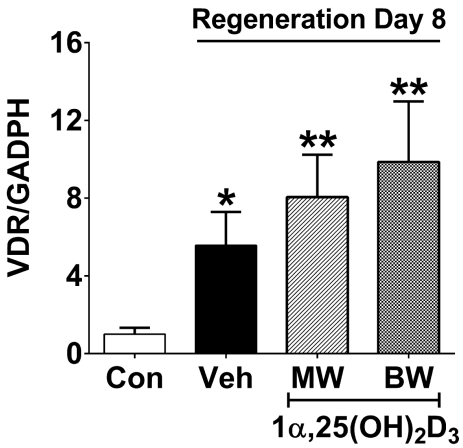 Regeneration Day 8
VDR/GADPH
16
12
8
4
0
*
**
**
Con Veh MW BW
1α,25(OH)₂D₃